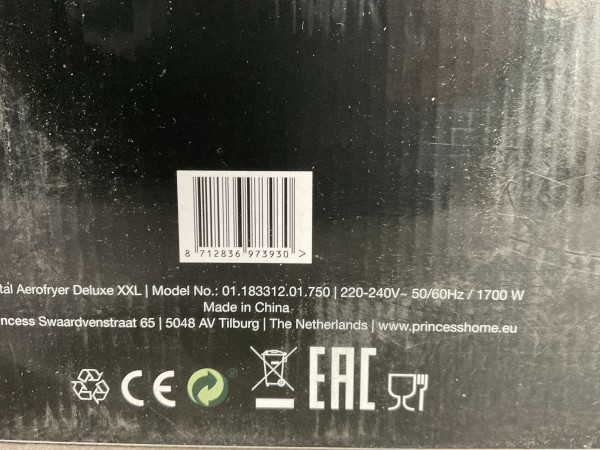 8 712836 973930 >
tal Aerofryer Deluxe XXL | Model No.: 01.183312.01.750 | 220-240V~ 50/60Hz / 1700 W
Made in China
incess Swaardvenstraat 65 | 5048 AV Tilburg | The Netherlands | www.princesshome.eu
CE EAC